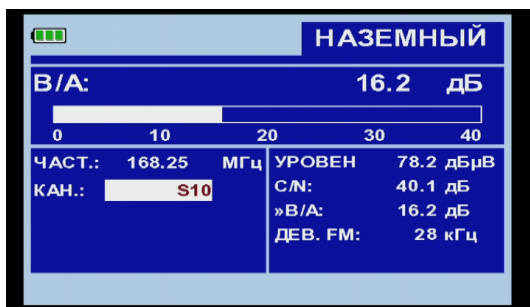 НАЗЕМНЫЙ
В/А: 16.2 дБ
0 10 20 30 40
ЧАСТ.: 168.25 МГц
КАН.: S10
УРОВЕН 78.2 дБµВ
C/N: 40.1 дБ
»В/А: 16.2 дБ
ДЕВ. FM: 28 кГц